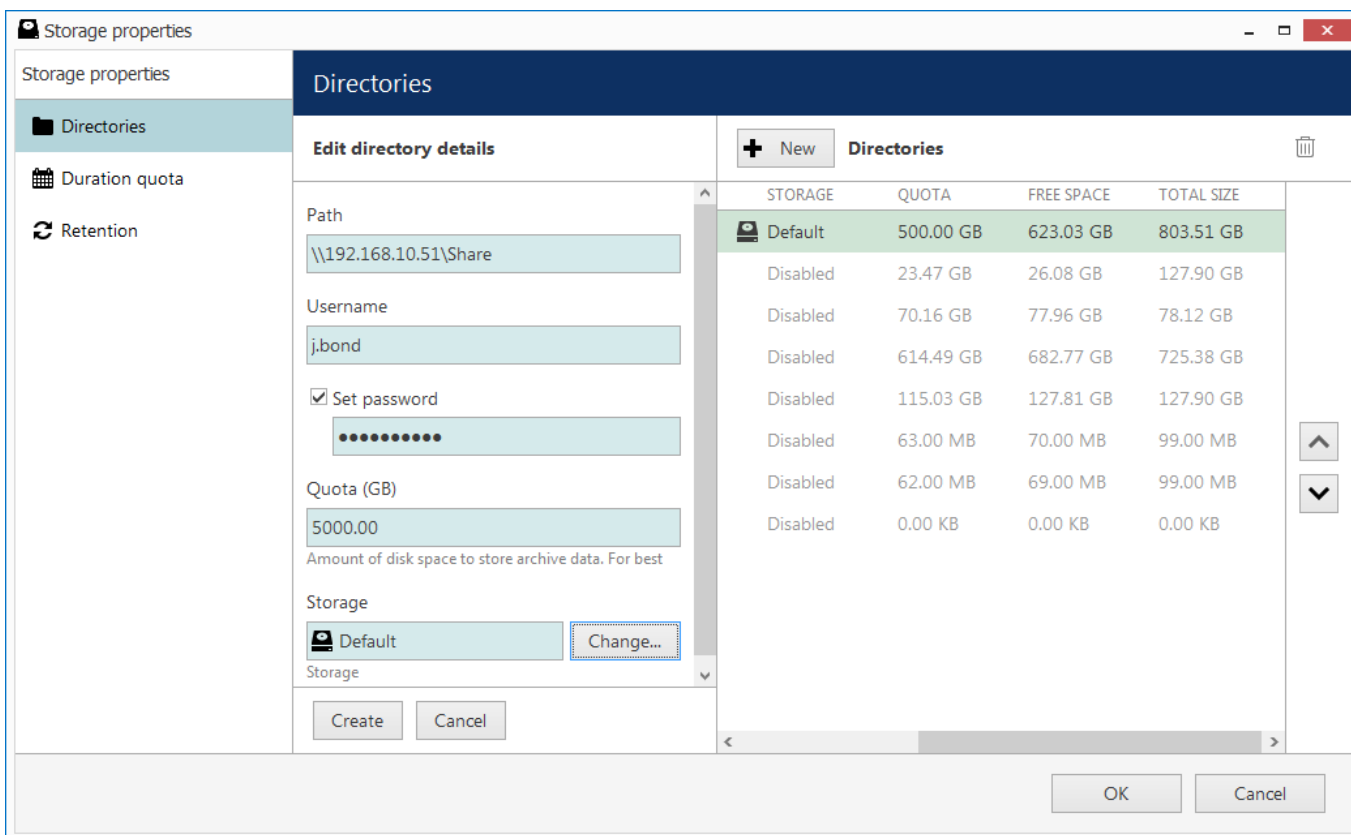 Storage properties
Storage properties
Directories
Duration quota
Retention
Directories
Edit directory details
Path
\\192.168.10.51\Share
Username
j.bond
Set password
••••••••••
Quota (GB)
5000.00
Amount of disk space to store archive data. For best
Storage
Default
Change...
Storage
Create
Cancel
New
Directories
STORAGE QUOTA FREE SPACE TOTAL SIZE
Default 500.00 GB 623.03 GB 803.51 GB
Disabled 23.47 GB 26.08 GB 127.90 GB
Disabled 70.16 GB 77.96 GB 78.12 GB
Disabled 614.49 GB 682.77 GB 725.38 GB
Disabled 115.03 GB 127.81 GB 127.90 GB
Disabled 63.00 MB 70.00 MB 99.00 MB
Disabled 62.00 MB 69.00 MB 99.00 MB
Disabled 0.00 KB 0.00 KB 0.00 KB
OK
Cancel